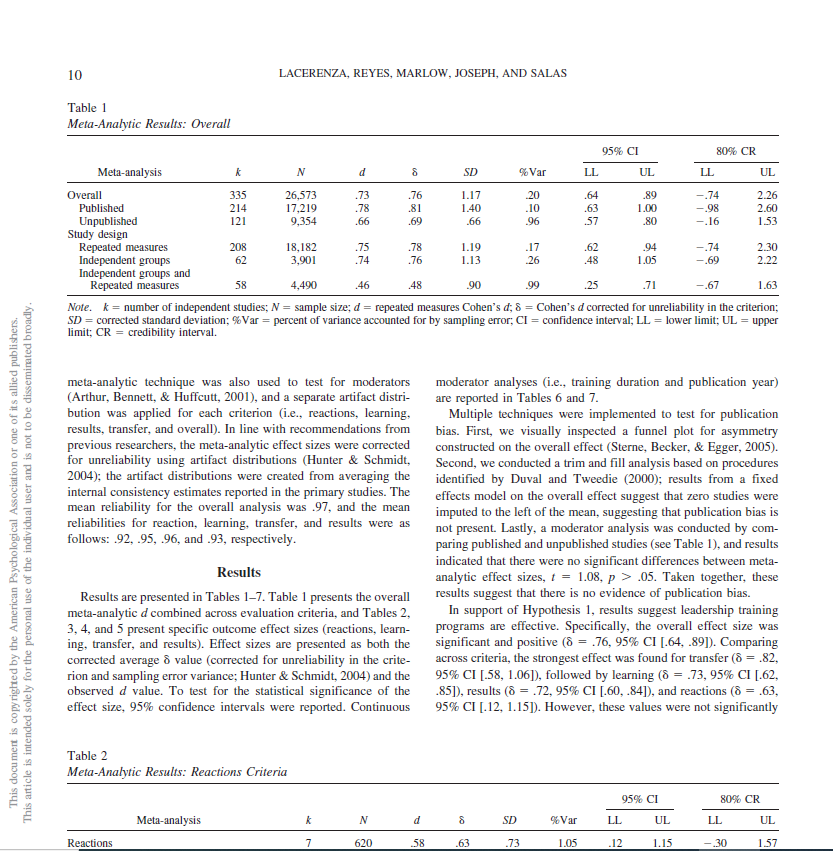 10
LACERENZA, REYES, MARLOW, JOSEPH, AND SALAS
Table 1
Meta-Analytic Results: Overall
95% CI 80% CR
Meta-analysis k N d δ SD %Var LL UL LL UL
Overall 335 26,573 .73 .76 1.17 .20 .64 .89 −.74 2.26
Published 214 17,219 .78 .81 1.40 .10 .63 1.00 −.98 2.60
Unpublished 121 9,354 .66 .69 .66 .96 .57 .80 −.16 1.53
Study design
Repeated measures 208 18,182 .75 .78 1.19 .17 .62 .94 −.74 2.30
Independent groups 62 3,901 .74 .76 1.13 .26 .48 1.05 −.69 2.22
Independent groups and
Repeated measures 58 4,490 .46 .48 .90 .99 .25 .71 −.67 1.63
Note. k = number of independent studies; N = sample size; d = repeated measures Cohen's d; δ = Cohen's d corrected for unreliability in the criterion;
SD = corrected standard deviation; %Var = percent of variance accounted for by sampling error; CI = confidence interval; LL = lower limit; UL = upper
limit; CR = credibility interval.
meta-analytic technique was also used to test for moderators
(Arthur, Bennett, & Huffcutt, 2001), and a separate artifact distri-
bution was applied for each criterion (i.e., reactions, learning,
results, transfer, and overall). In line with recommendations from
previous researchers, the meta-analytic effect sizes were corrected
for unreliability using artifact distributions (Hunter & Schmidt,
2004); the artifact distributions were created from averaging the
internal consistency estimates reported in the primary studies. The
mean reliability for the overall analysis was .97, and the mean
reliabilities for reaction, learning, transfer, and results were as
follows: .92, .95, .96, and .93, respectively.
Results
Results are presented in Tables 1–7. Table 1 presents the overall
meta-analytic d combined across evaluation criteria, and Tables 2,
3, 4, and 5 present specific outcome effect sizes (reactions, learn-
ing, transfer, and results). Effect sizes are presented as both the
corrected average δ value (corrected for unreliability in the crite-
rion and sampling error variance; Hunter & Schmidt, 2004) and the
observed d value. To test for the statistical significance of the
effect size, 95% confidence intervals were reported. Continuous
moderator analyses (i.e., training duration and publication year)
are reported in Tables 6 and 7.
Multiple techniques were implemented to test for publication
bias. First, we visually inspected a funnel plot for asymmetry
constructed on the overall effect (Sterne, Becker, & Egger, 2005).
Second, we conducted a trim and fill analysis based on procedures
identified by Duval and Tweedie (2000); results from a fixed
effects model on the overall effect suggest that zero studies were
imputed to the left of the mean, suggesting that publication bias is
not present. Lastly, a moderator analysis was conducted by com-
paring published and unpublished studies (see Table 1), and results
indicated that there were no significant differences between meta-
analytic effect sizes, t = 1.08, p > .05. Taken together, these
results suggest that there is no evidence of publication bias.
In support of Hypothesis 1, results suggest leadership training
programs are effective. Specifically, the overall effect size was
significant and positive (δ = .76, 95% CI [.64, .89]). Comparing
across criteria, the strongest effect was found for transfer (δ = .82,
95% CI [.58, 1.06]), followed by learning (δ = .73, 95% CI [.62,
.85]), results (δ = .72, 95% CI [.60, .84]), and reactions (δ = .63,
95% CI [.12, 1.15]). However, these values were not significantly
Table 2
Meta-Analytic Results: Reactions Criteria
95% CI 80% CR
Meta-analysis k N d δ SD %Var LL UL LL UL
Reactions 7 620 .58 .63 .73 1.05 .12 1.15 −.30 1.57
This document is copyrighted by the American Psychological Association or one of its allied publishers.
This article is intended solely for the personal use of the individual user and is not to be disseminated broadly.